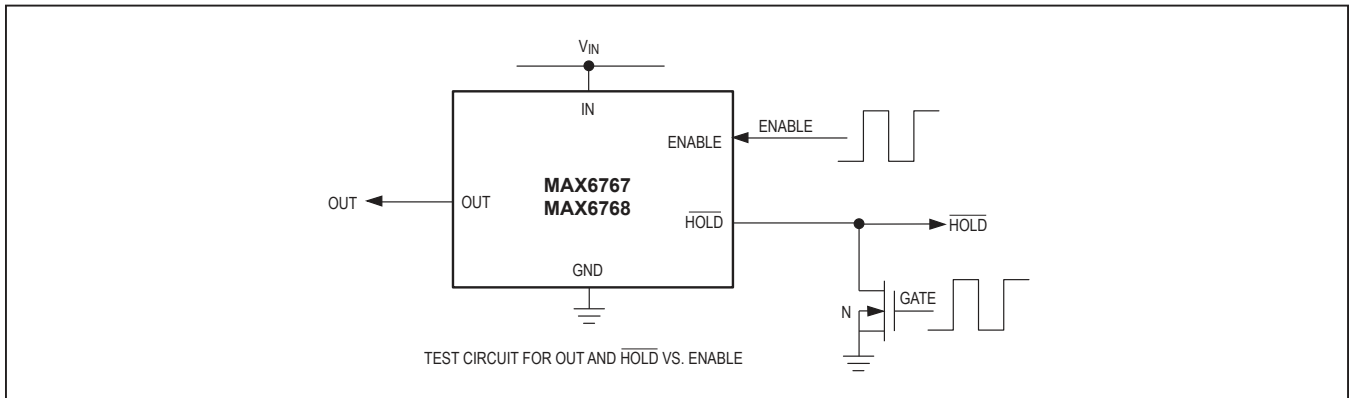 VIN
IN
ENABLE
ENABLE
MAX6767
MAX6768
OUT
OUT
HOLD
HOLD
GND
GATE
N
TEST CIRCUIT FOR OUT AND HOLD VS. ENABLE